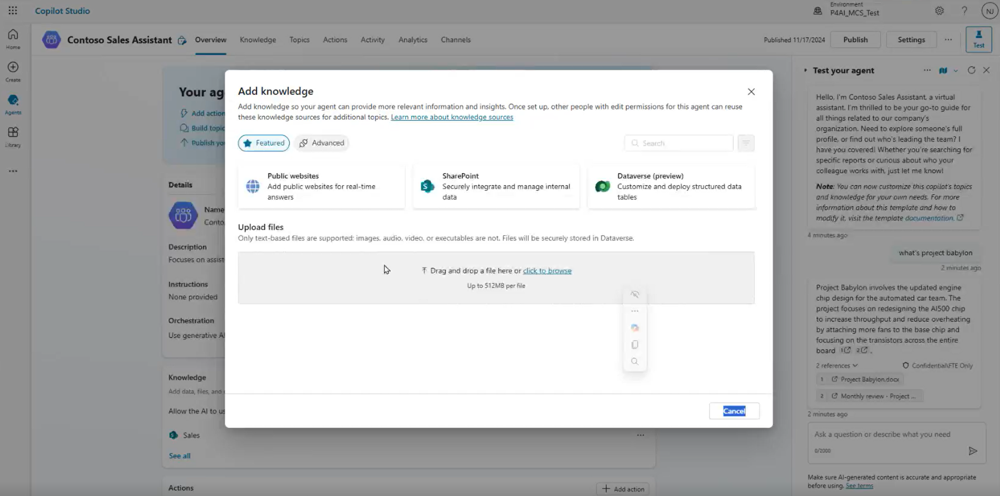 Copilot Studio
Environment
P4AI_MCS_Test
NJ
Contoso Sales Assistant
Overview
Knowledge
Topics
Actions
Activity
Analytics
Channels
Published 11/17/2024
Publish
Settings
Test
Home
Create
Agents
Library
Your ag
Add action
Build topic
Publish yo
Details
Name
Conto
Description
Focuses on assist
Instructions
None provided
Orchestration
Use generative AI
Knowledge
Add data, files, and
Allow the AI to us
Sales
See all
Actions
Add action
Add knowledge
Add knowledge so your agent can provide more relevant information and insights. Once set up, other people with edit permissions for this agent can reuse
these knowledge sources for additional topics. Learn more about knowledge sources
Featured
Advanced
Search
Public websites
Add public websites for real-time
answers
SharePoint
Securely integrate and manage internal
data
Dataverse (preview)
Customize and deploy structured data
tables
Upload files
Only text-based files are supported: images, audio, video, or executables are not. Files will be securely stored in Dataverse.
Drag and drop a file here or click to browse
Up to 512MB per file
Cancel
Test your agent
Hello, I'm Contoso Sales Assistant, a virtual
assistant. I'm thrilled to be your go-to guide for
all things related to our company's
organization. Need to explore someone's full
profile, or find out who's leading the team? I
have you covered! Whether you're searching for
specific reports or curious about who your
colleague works with, just let me know!
Note: You can now customize this copilot's topics
and knowledge for your own needs. For more
information about this template and how to
modify it, visit the template documentation.
4 minutes ago
what's project babylon
2 minutes ago
Project Babylon involves the updated engine
chip design for the automated car team. The
project focuses on redesigning the AI500 chip
to increase throughput and reduce overheating
by attaching more fans to the base chip and
focusing on the transistors across the entire
board 1 2 .
2 references
Confidential\FTE Only
1 Project Babylon.docx
2 Monthly review - Project ...
2 minutes ago
Ask a question or describe what you need
0/2000
Make sure AI-generated content is accurate and appropriate
before using. See terms